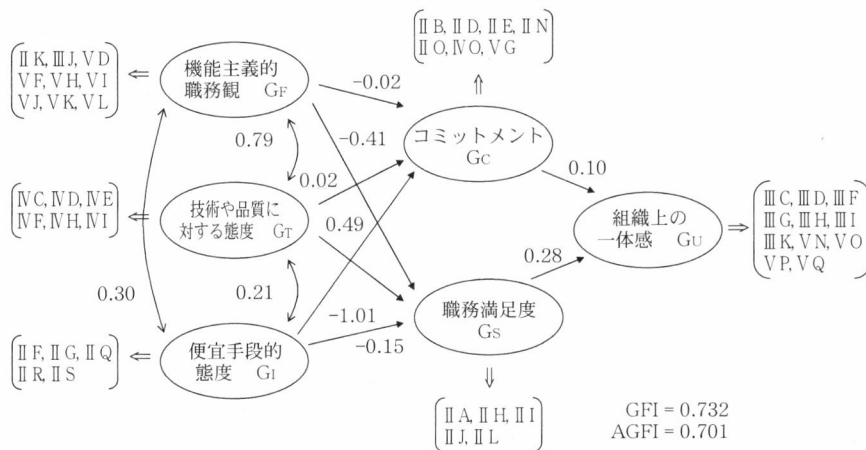 ⅡB, ⅡD, ⅡE, ⅡN
ⅡO, ⅣO, ⅤG
ⅡK, ⅢJ, ⅤD
ⅤF, ⅤH, ⅤI
ⅤJ, ⅤK, ⅤL
⇐
機能主義的
職務観 GF
-0.02
⇑
コミットメント
GC
0.79
-0.41
0.10
ⅣC, ⅣD, ⅣE
ⅣF, ⅣH, ⅣI
⇐
技術や品質に
対する態度 GT
0.02
0.49
組織上の
一体感 GU
⇒
ⅢC, ⅢD, ⅢF
ⅢG, ⅢH, ⅢI
ⅢK, ⅤN, ⅤO
ⅤP, ⅤQ
0.30
0.21
0.28
職務満足度
GS
-1.01
-0.15
ⅡF, ⅡG, ⅡQ
ⅡR, ⅡS
⇐
便宜手段的
態度 GI
⇓
ⅡA, ⅡH, ⅡI
ⅡJ, ⅡL
GFI = 0.732
AGFI = 0.701